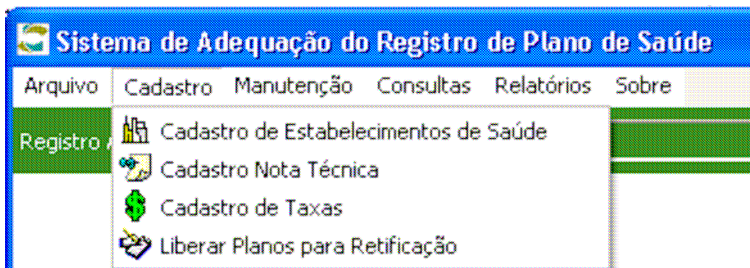 Sistema de Adequação do Registro de Plano de Saúde
Arquivo Cadastro Manutenção Consultas Relatórios Sobre
Registro
Cadastro de Estabelecimentos de Saúde
Cadastro Nota Técnica
Cadastro de Taxas
Liberar Planos para Retificação